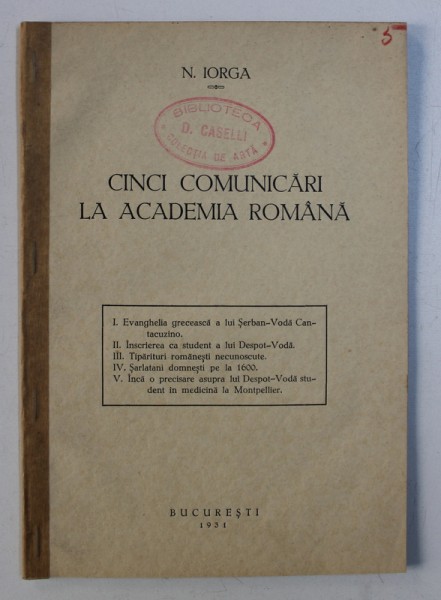 5
N. IORGA
BIBLIOTECA
D. CASELLI
COLECȚIA DE ARTĂ
CINCI COMUNICĂRI
LA ACADEMIA ROMÂNĂ
I. Evanghelia grecească a lui Șerban-Vodă Can-
tacuzino.
II. Înscrierea ca student a lui Despot-Vodă.
III. Tipărituri românești necunoscute.
IV. Șarlatani domnești pe la 1600.
V. Încă o precisare asupra lui Despot-Vodă stu-
dent in medicină la Montpellier.
BUCUREȘTI
1931